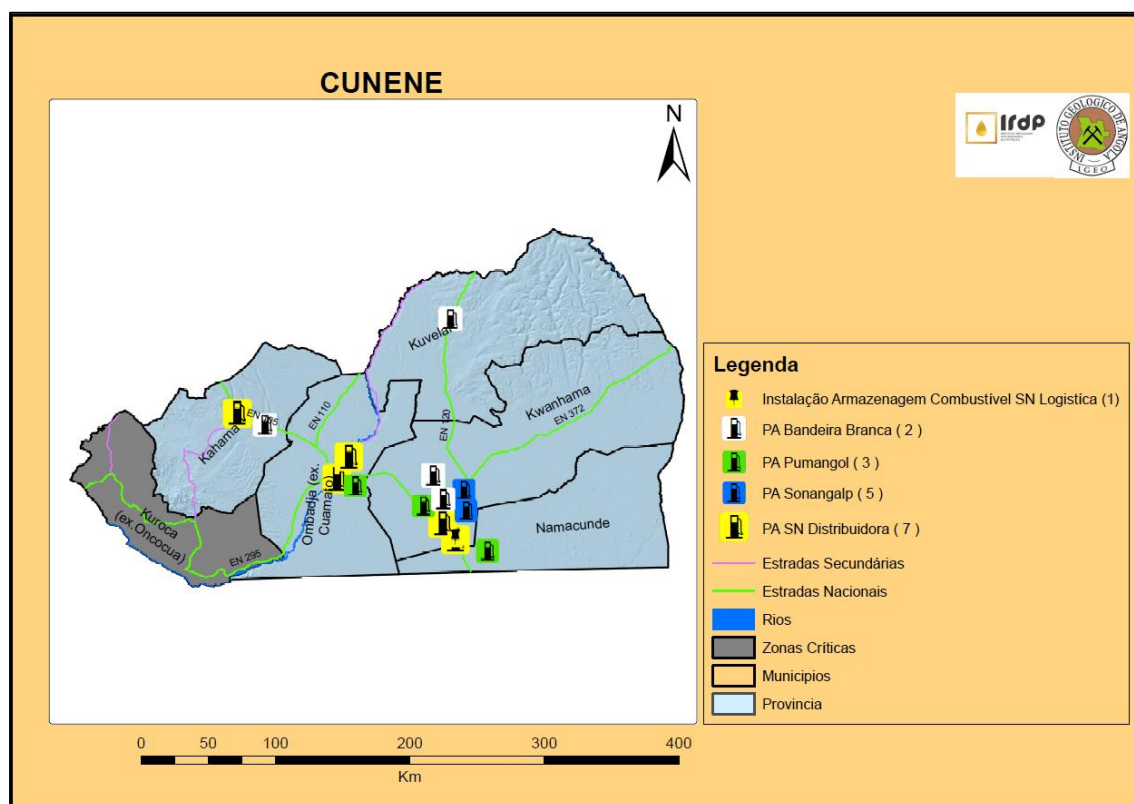 CUNENE
N
Irdp
INSTITUTO GEOLOGICO DE ANGOLA
IGEO
Kuvelai
Kwanhama
EN 372
EN 120
EN 110
Kahama
Ombadja (ex.
Cuamato)
Namacunde
Kuroca
(ex.Oncocua)
EN 295
Legenda
Instalação Armazenagem Combustível SN Logistica (1)
PA Bandeira Branca ( 2 )
PA Pumangol ( 3 )
PA Sonangalp ( 5 )
PA SN Distribuidora ( 7 )
Estradas Secundárias
Estradas Nacionais
Rios
Zonas Críticas
Municipios
Provincia
0 50 100 200 300 400
Km